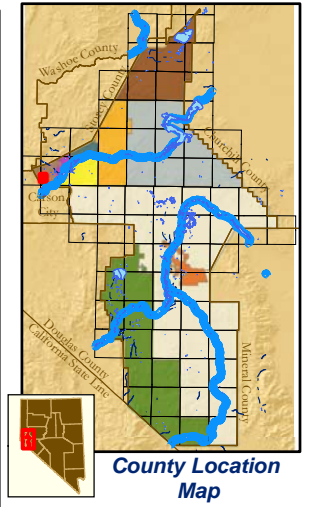 Washoe County
Storey County
Churchill County
Carson
City
Douglas County
California State Line
Mineral County
County Location
Map